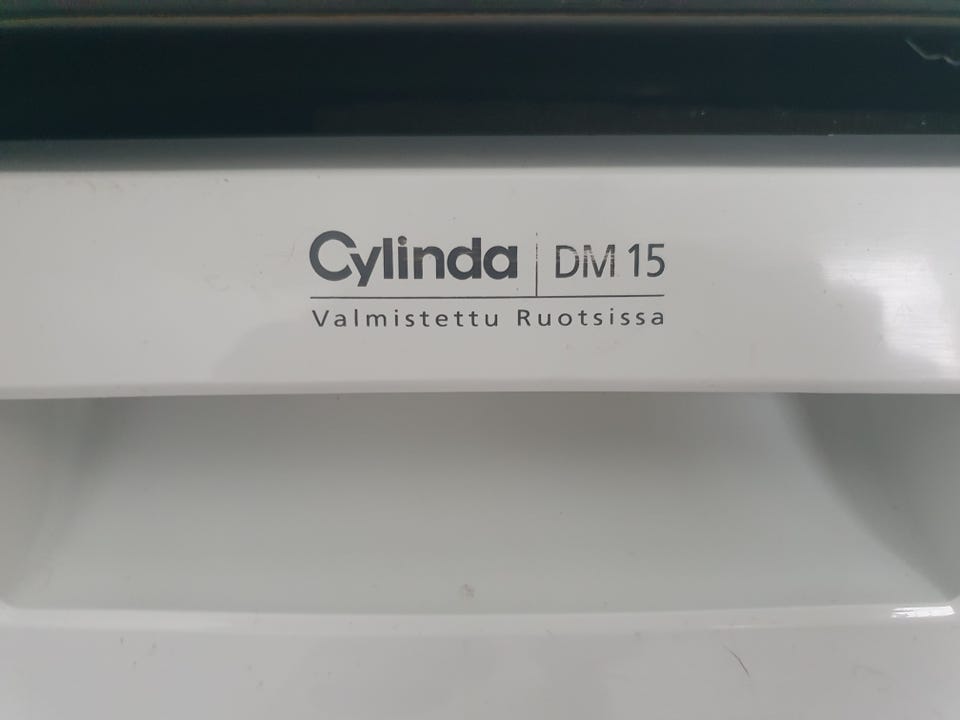 Cylinda | DM 15
Valmistettu Ruotsissa